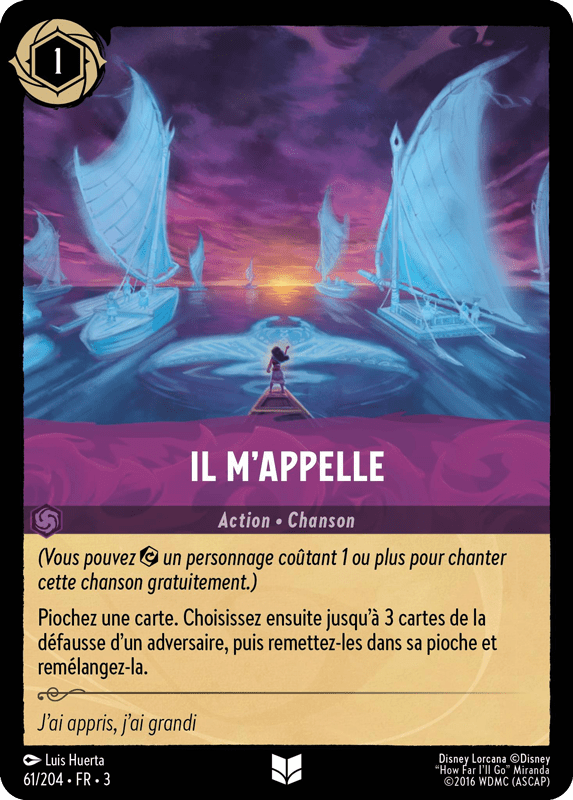 1
IL M'APPELLE
Action • Chanson
(Vous pouvez un personnage coûtant 1 ou plus pour chanter
cette chanson gratuitement.)
Piochez une carte. Choisissez ensuite jusqu'à 3 cartes de la
défausse d'un adversaire, puis remettez-les dans sa pioche et
remélangez-la.
J'ai appris, j'ai grandi
Luis Huerta
61/204 • FR • 3
Disney Lorcana ©Disney
"How Far I'll Go" Miranda
©2016 WDMC (ASCAP)